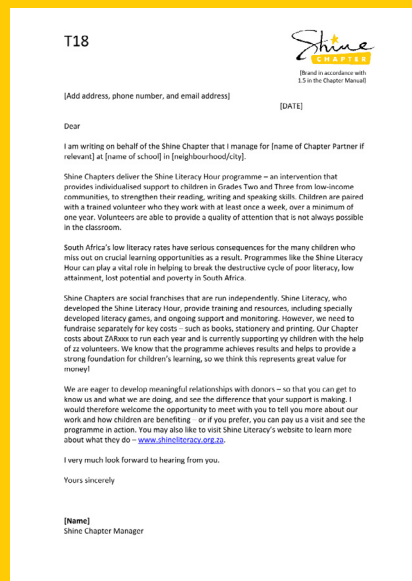 T18
Shine
CHAPTER
[Brand in accordance with
1.5 in the Chapter Manual]
[Add address, phone number, and email address]
[DATE]
Dear
I am writing on behalf of the Shine Chapter that I manage for [name of Chapter Partner if
relevant] at [name of school] in [neighbourhood/city].
Shine Chapters deliver the Shine Literacy Hour programme – an intervention that
provides individualised support to children in Grades Two and Three from low-income
communities, to strengthen their reading, writing and speaking skills. Children are paired
with a trained volunteer who they work with at least once a week, over a minimum of
one year. Volunteers are able to provide a quality of attention that is not always possible
in the classroom.
South Africa's low literacy rates have serious consequences for the many children who
miss out on crucial learning opportunities as a result. Programmes like the Shine Literacy
Hour can play a vital role in helping to break the destructive cycle of poor literacy, low
attainment, lost potential and poverty in South Africa.
Shine Chapters are social franchises that are run independently. Shine Literacy, who
developed the Shine Literacy Hour, provide training and resources, including specially
developed literacy games, and ongoing support and monitoring. However, we need to
fundraise separately for key costs – such as books, stationery and printing. Our Chapter
costs about ZARxxx to run each year and is currently supporting yy children with the help
of zz volunteers. We know that the programme achieves results and helps to provide a
strong foundation for children's learning, so we think this represents great value for
money!
We are eager to develop meaningful relationships with donors – so that you can get to
know us and what we are doing, and see the difference that your support is making. I
would therefore welcome the opportunity to meet with you to tell you more about our
work and how children are benefiting – or if you prefer, you can pay us a visit and see the
programme in action. You may also like to visit Shine Literacy's website to learn more
about what they do – www.shineliteracy.org.za.
I very much look forward to hearing from you.
Yours sincerely
[Name]
Shine Chapter Manager